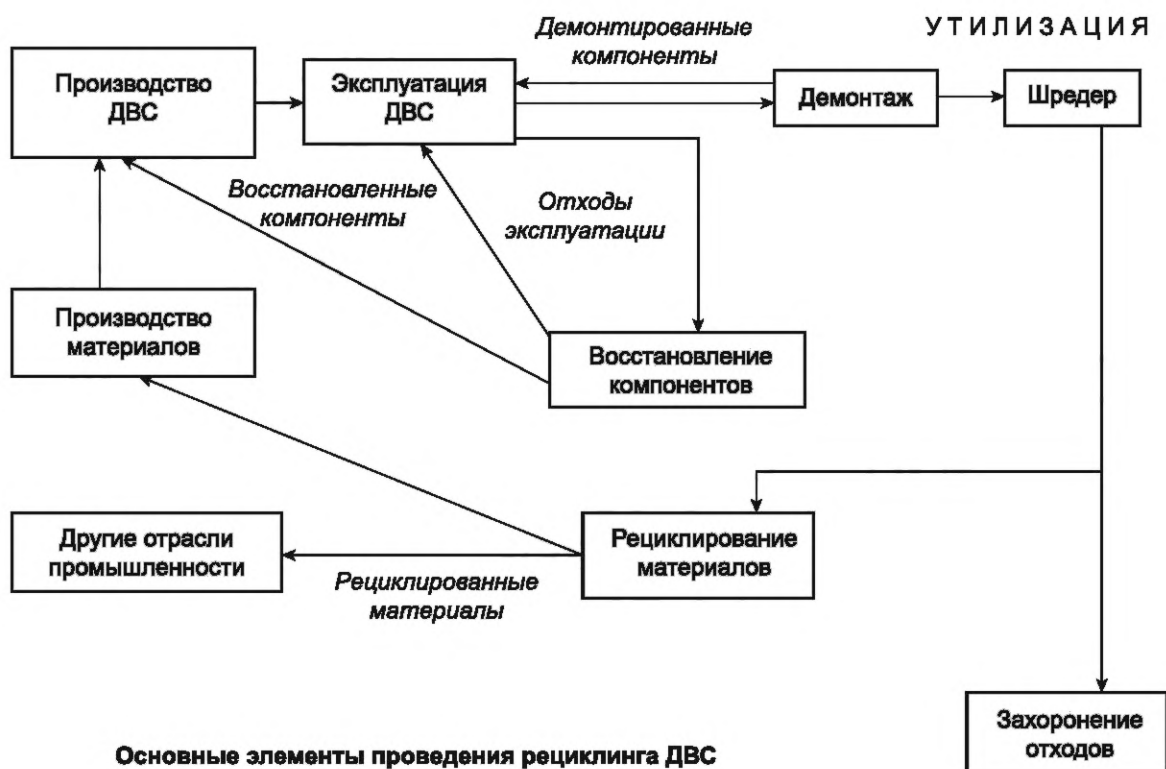 УТИЛИЗАЦИЯ
Демонтированные
компоненты
Производство
ДВС
Эксплуатация
ДВС
Демонтаж
Шредер
Восстановленные
компоненты
Отходы
эксплуатации
Производство
материалов
Восстановление
компонентов
Другие отрасли
промышленности
Рециклированные
материалы
Рециклирование
материалов
Захоронение
отходов
Основные элементы проведения рециклинга ДВС